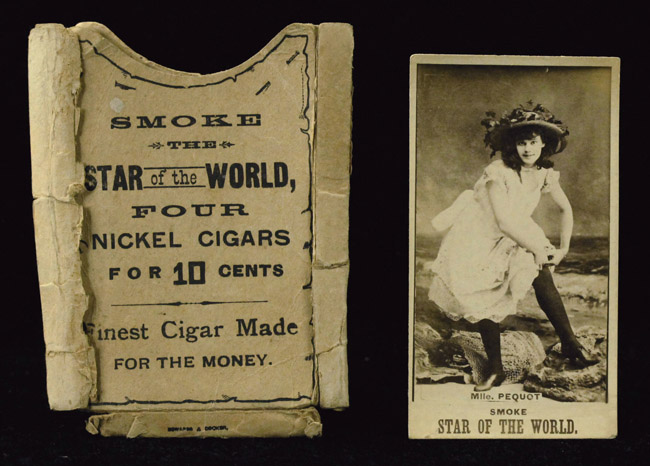 SMOKE
THE
STAR of the WORLD,
FOUR
NICKEL CIGARS
FOR 10 CENTS
Finest Cigar Made
FOR THE MONEY.
Mlle. PEQUOT
SMOKE
STAR OF THE WORLD.